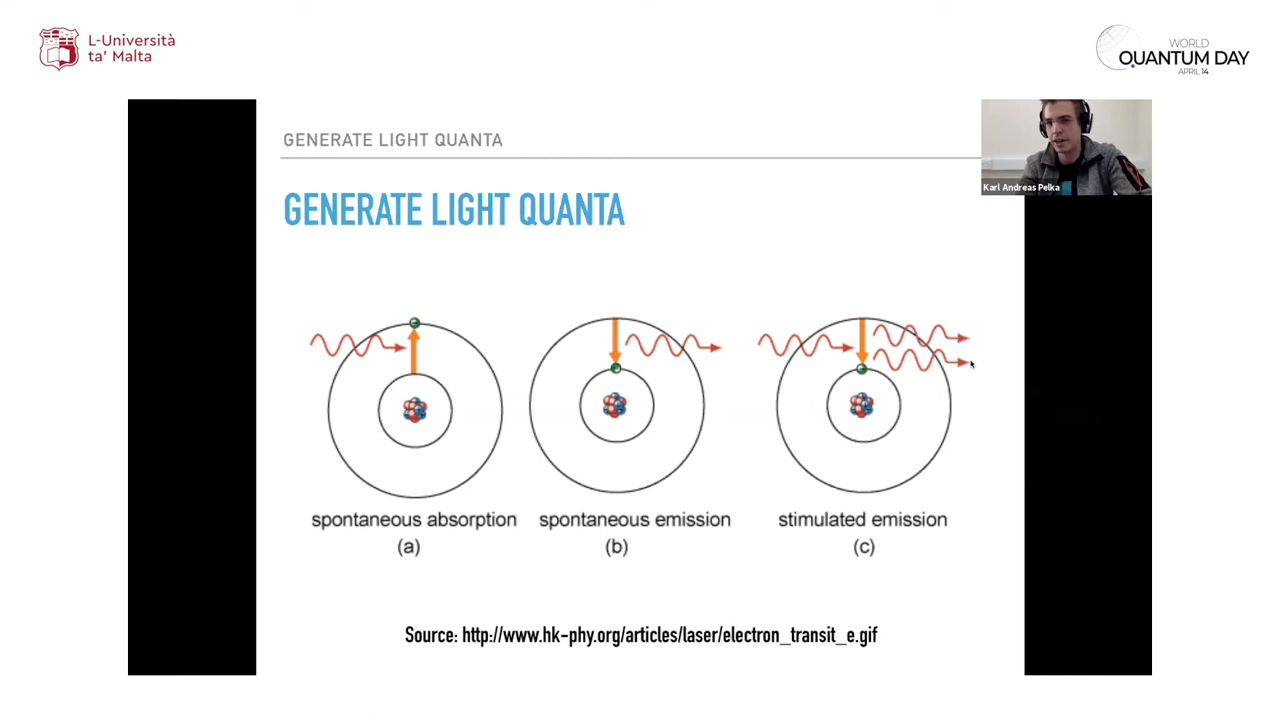 L-Università
ta' Malta
WORLD
QUANTUM DAY
APRIL 14
GENERATE LIGHT QUANTA
Karl Andreas Pelka
GENERATE LIGHT QUANTA
spontaneous absorption
(a)
spontaneous emission
(b)
stimulated emission
(c)
Source: http://www.hk-phy.org/articles/laser/electron_transit_e.gif